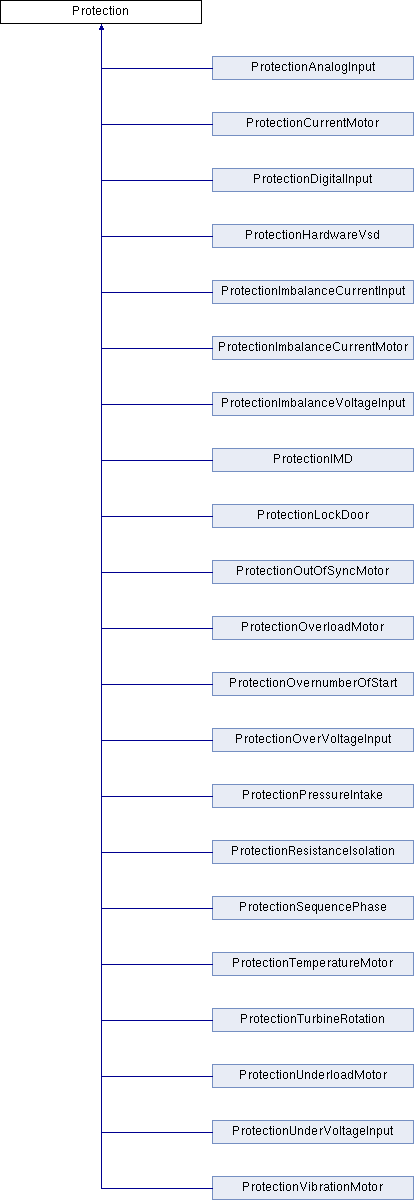 Protection
ProtectionAnalogInput
ProtectionCurrentMotor
ProtectionDigitalInput
ProtectionHardwareVsd
ProtectionImbalanceCurrentInput
ProtectionImbalanceCurrentMotor
ProtectionImbalanceVoltageInput
ProtectionIMD
ProtectionLockDoor
ProtectionOutOfSyncMotor
ProtectionOverloadMotor
ProtectionOvernumberOfStart
ProtectionOverVoltageInput
ProtectionPressureIntake
ProtectionResistanceIsolation
ProtectionSequencePhase
ProtectionTemperatureMotor
ProtectionTurbineRotation
ProtectionUnderloadMotor
ProtectionUnderVoltageInput
ProtectionVibrationMotor